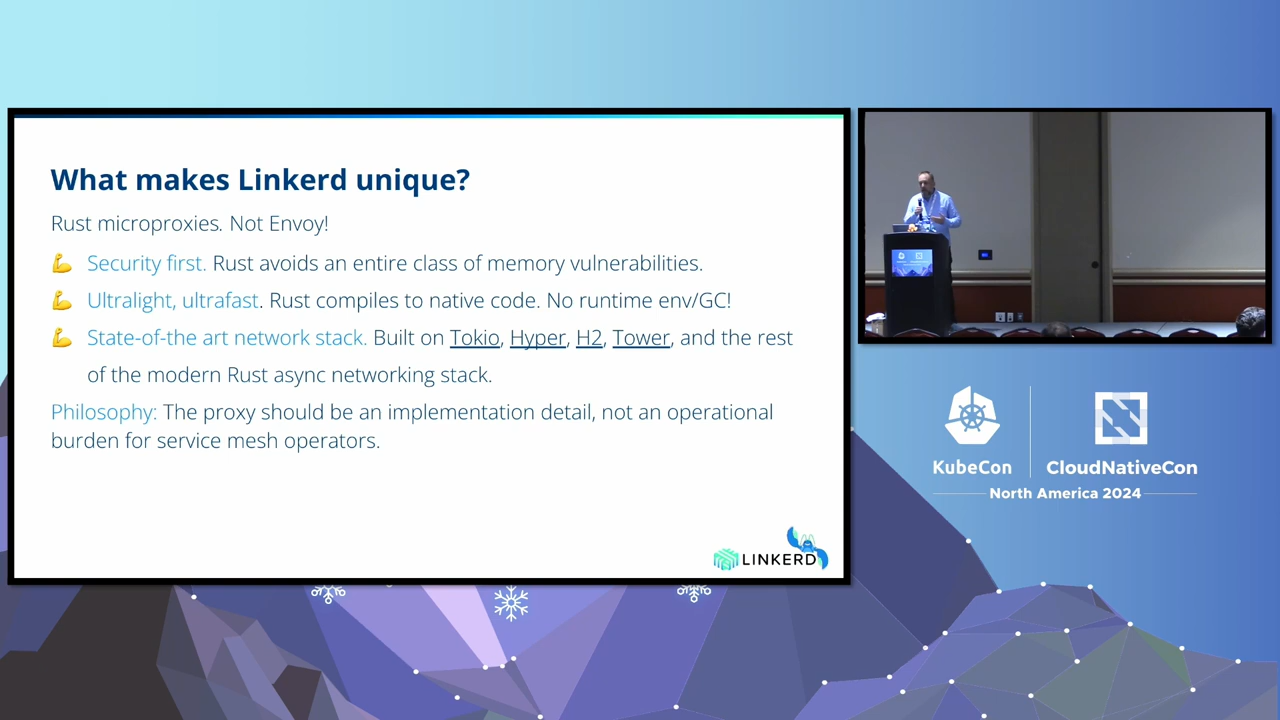 What makes Linkerd unique?
Rust microproxies. Not Envoy!
💪 Security first. Rust avoids an entire class of memory vulnerabilities.
💪 Ultralight, ultrafast. Rust compiles to native code. No runtime env/GC!
💪 State-of-the art network stack. Built on Tokio, Hyper, H2, Tower, and the rest
of the modern Rust async networking stack.
Philosophy: The proxy should be an implementation detail, not an operational
burden for service mesh operators.
LINKERD
KubeCon
CloudNativeCon
North America 2024